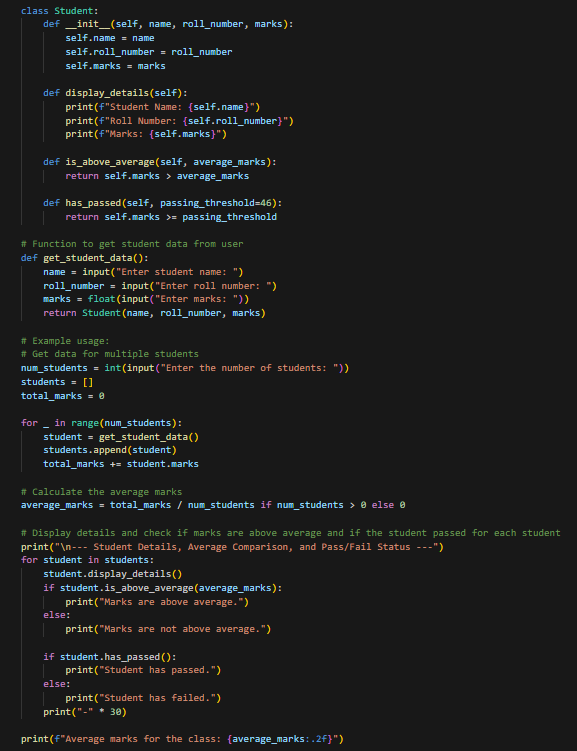 class Student:
    def __init__(self, name, roll_number, marks):
        self.name = name
        self.roll_number = roll_number
        self.marks = marks

    def display_details(self):
        print(f"Student Name: {self.name}")
        print(f"Roll Number: {self.roll_number}")
        print(f"Marks: {self.marks}")

    def is_above_average(self, average_marks):
        return self.marks > average_marks

    def has_passed(self, passing_threshold=46):
        return self.marks >= passing_threshold

# Function to get student data from user
def get_student_data():
    name = input("Enter student name: ")
    roll_number = input("Enter roll number: ")
    marks = float(input("Enter marks: "))
    return Student(name, roll_number, marks)

# Example usage:
# Get data for multiple students
num_students = int(input("Enter the number of students: "))
students = []
total_marks = 0

for _ in range(num_students):
    student = get_student_data()
    students.append(student)
    total_marks += student.marks

# Calculate the average marks
average_marks = total_marks / num_students if num_students > 0 else 0

# Display details and check if marks are above average and if the student passed for each student
print("\n--- Student Details, Average Comparison, and Pass/Fail Status ---")
for student in students:
    student.display_details()
    if student.is_above_average(average_marks):
        print("Marks are above average.")
    else:
        print("Marks are not above average.")

    if student.has_passed():
        print("Student has passed.")
    else:
        print("Student has failed.")
    print("-" * 30)

print(f"Average marks for the class: {average_marks:.2f}")